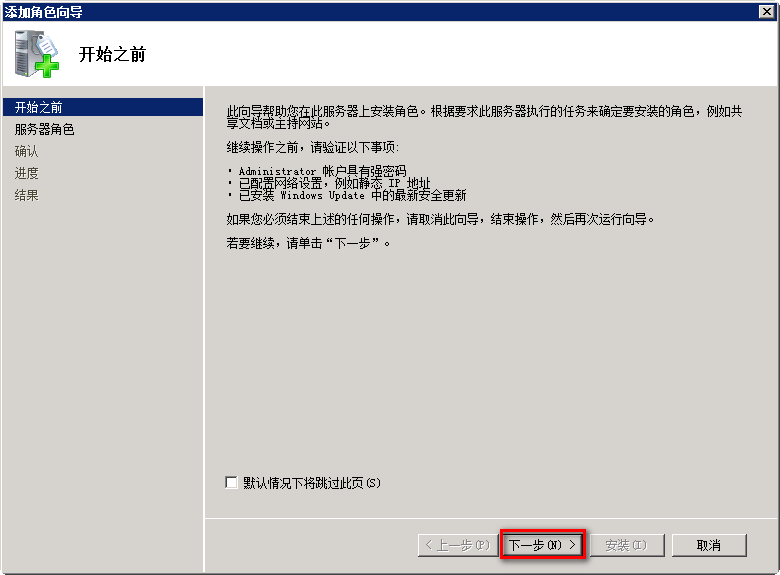 添加角色向导
开始之前
开始之前
服务器角色
确认
进度
结果
此向导帮助您在此服务器上安装角色。根据要求此服务器执行的任务来确定要安装的角色，例如共
享文档或主持网站。
继续操作之前，请验证以下事项:
· Administrator 帐户具有强密码
· 已配置网络设置，例如静态 IP 地址
· 已安装 Windows Update 中的最新安全更新
如果您必须结束上述的任何操作，请取消此向导，结束操作，然后再次运行向导。
若要继续，请单击“下一步”。
默认情况下将跳过此页(S)
< 上一步(P)
下一步(N) >
安装(I)
取消